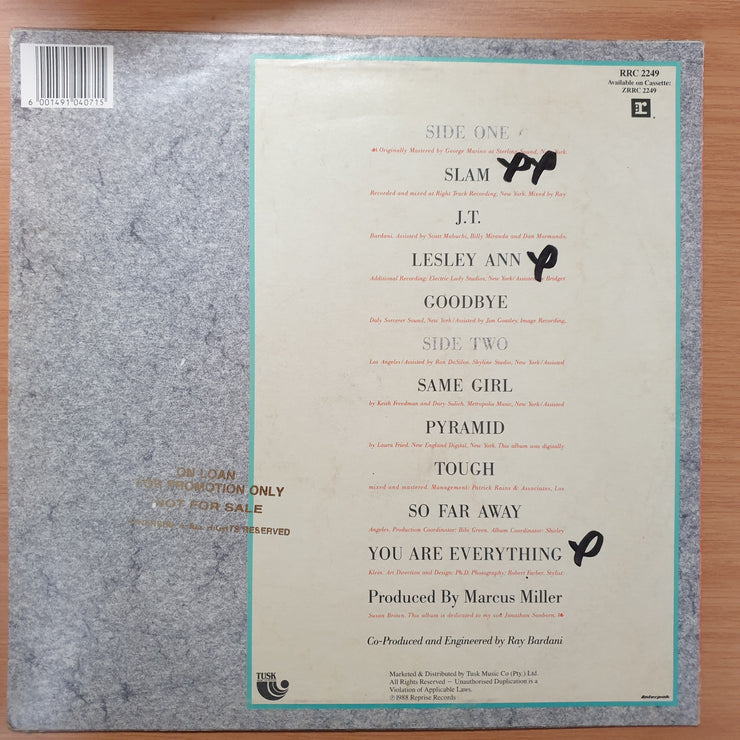 6 001491 040715
RRC 2249
Available on Cassette:
ZRRC 2249
r
SIDE ONE
Originally Mastered by George Marino at Sterling Sound, New York.
SLAM
Recorded and mixed at Right Track Recording, New York. Mixed by Ray
J.T.
Bardani. Assisted by Scott Mabuchi, Billy Miranda and Dan Mormando.
LESLEY ANN
Additional Recording: Electric Lady Studios, New York/Assisted Bridget
GOODBYE
Daly Sorcerer Sound, New York/Assisted by Jim Goatley, Image Recording,
SIDE TWO
Los Angeles/Assisted by Ron DaSilva. Skyline Studio, New York/Assisted
SAME GIRL
by Keith Freedman and Dary Sulich, Metropolis Music, New York/Assisted
PYRAMID
by Laura Fried. New England Digital, New York. This album was digitally
TOUGH
mixed and mastered. Management: Patrick Rains & Associates, Los
SO FAR AWAY
Angeles. Production Coordinator: Bibi Green. Album Coordinator: Shirley
YOU ARE EVERYTHING
Klein. Art Direction and Design: Ph.D. Photography: Robert Farber. Stylist:
Produced By Marcus Miller
Susan Brown. This album is dedicated to my son Jonathan Sanborn.
Co-Produced and Engineered by Ray Bardani
ON LOAN
FOR PROMOTION ONLY
NOT FOR SALE
ALL RIGHTS RESERVED
TUSK
Marketed & Distributed by Tusk Music Co (Pty.) Ltd.
All Rights Reserved – Unauthorised Duplication is a
Violation of Applicable Laws.
℗1988 Reprise Records
Interpak